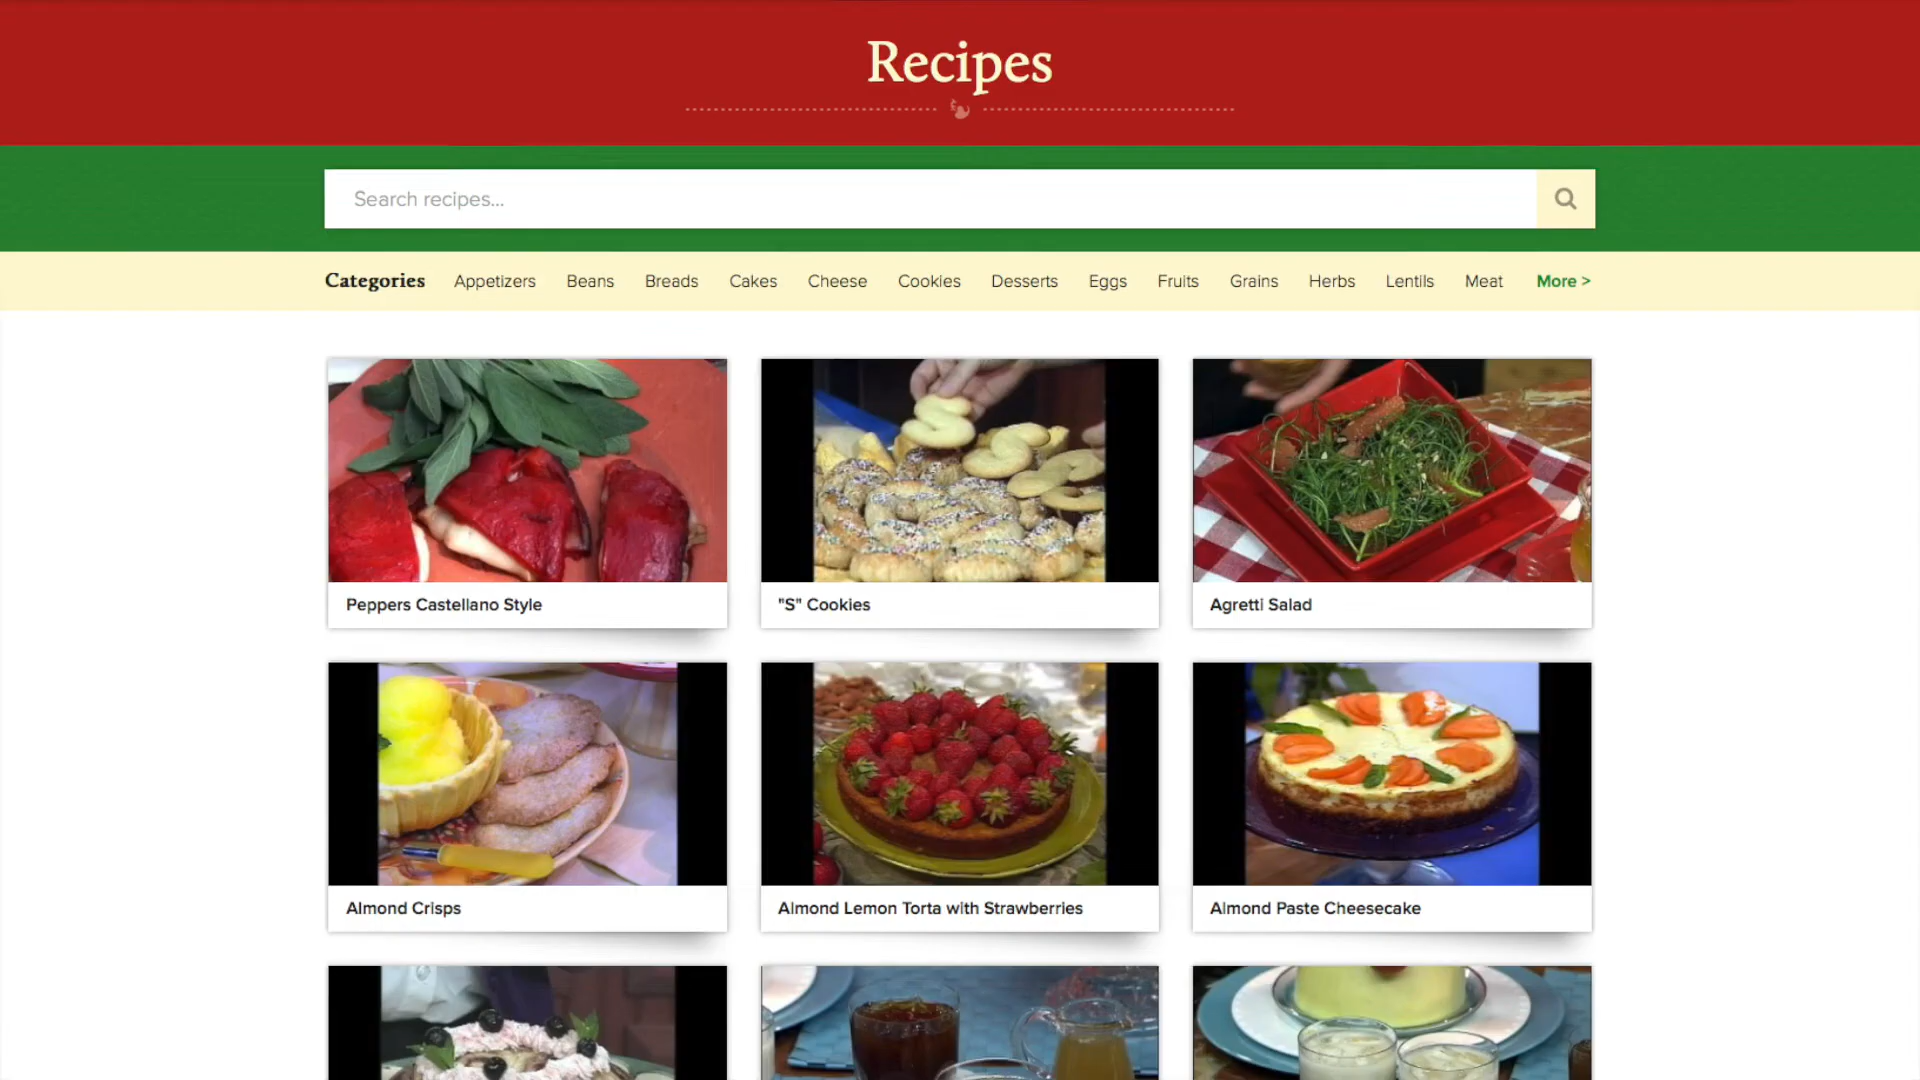 Recipes
Search recipes...
Categories Appetizers Beans Breads Cakes Cheese Cookies Desserts Eggs Fruits Grains Herbs Lentils Meat More >
Peppers Castellano Style
"S" Cookies
Agretti Salad
Almond Crisps
Almond Lemon Torta with Strawberries
Almond Paste Cheesecake